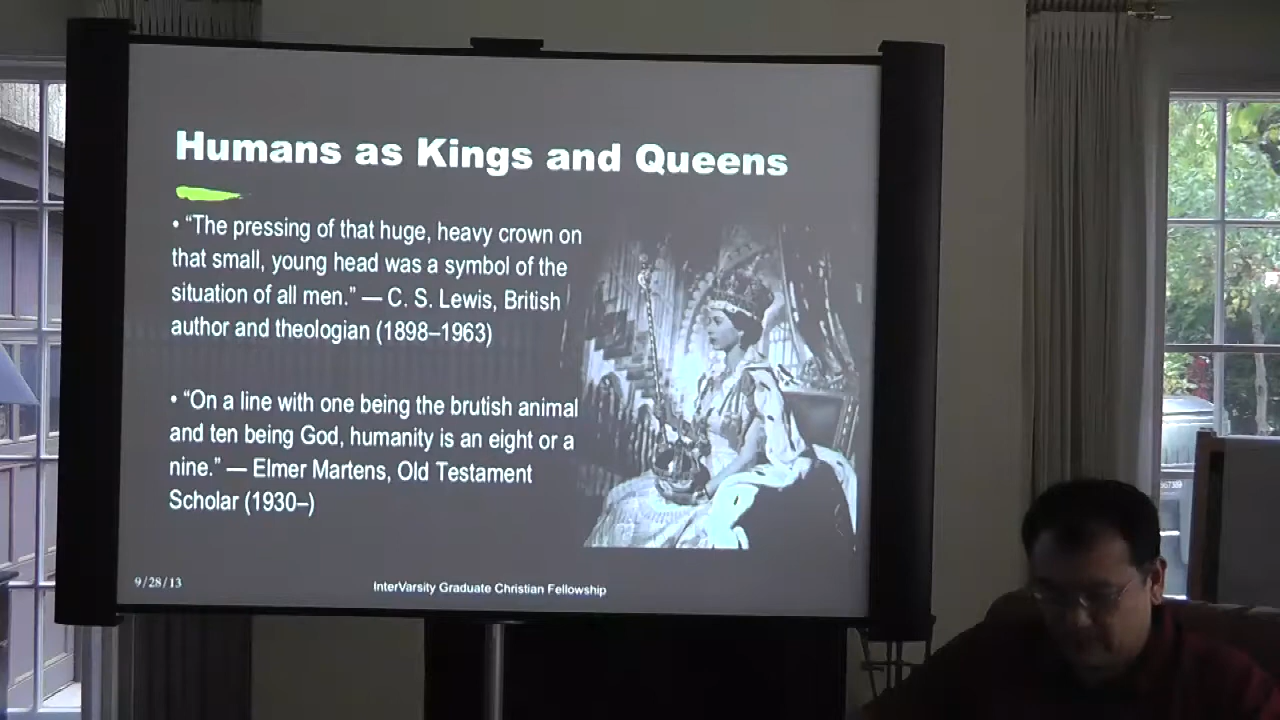 Humans as Kings and Queens
• “The pressing of that huge, heavy crown on
that small, young head was a symbol of the
situation of all men.” — C. S. Lewis, British
author and theologian (1898–1963)
• “On a line with one being the brutish animal
and ten being God, humanity is an eight or a
nine.” — Elmer Martens, Old Testament
Scholar (1930–)
9/28/13
InterVarsity Graduate Christian Fellowship